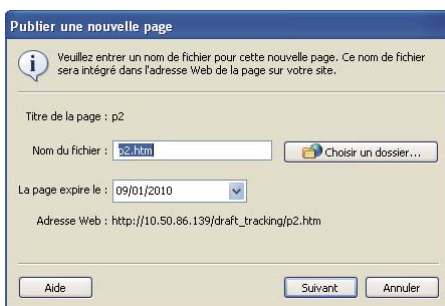 Publier une nouvelle page
Veuillez entrer un nom de fichier pour cette nouvelle page. Ce nom de fichier
sera intégré dans l'adresse Web de la page sur votre site.
Titre de la page : p2
Nom du fichier : p2.htm
Choisir un dossier...
La page expire le : 09/01/2010
Adresse Web : http://10.50.86.139/draft_tracking/p2.htm
Aide
Suivant
Annuler